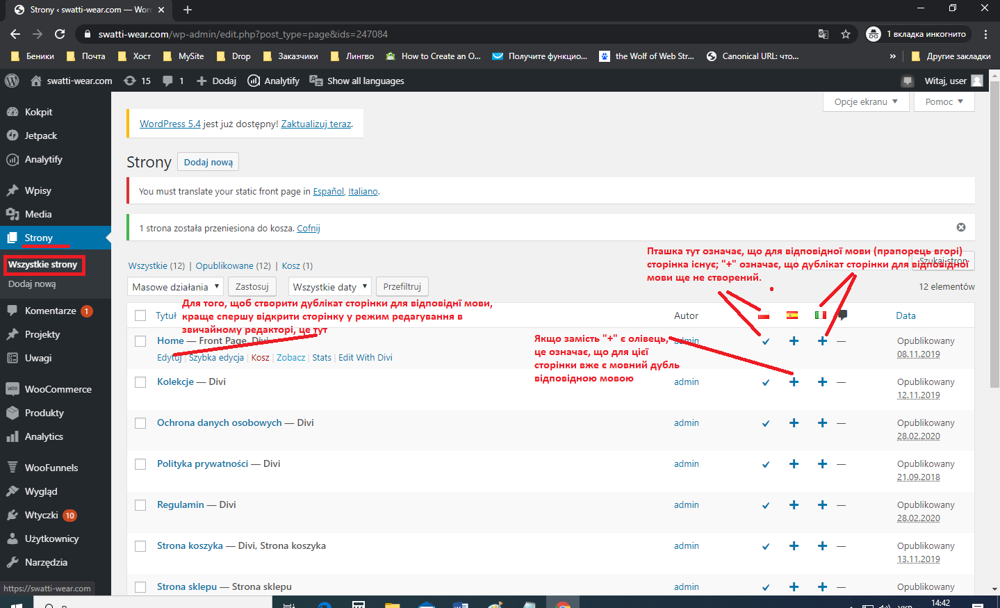 Strony ‹ swatti-wear.com — Wor
swatti-wear.com/wp-admin/edit.php?post_type=page&ids=247084
1 вкладка инкогнито
Беники
Почта
Хост
MySite
Drop
Заказчики
Лингво
How to Create an O...
Получите функцио...
the Wolf of Web Str...
Canonical URL: что...
»
Другие закладки
swatti-wear.com
15
1
Dodaj
Analytify
Show all languages
Witaj, user
Kokpit
Jetpack
Analytify
Wpisy
Media
Strony
Wszystkie strony
Dodaj nową
Komentarze 1
Projekty
Uwagi
WooCommerce
Produkty
Analytics
WooFunnels
Wygląd
Wtyczki 10
Użytkownicy
Narzędzia
https://swatti-wear.com
Opcje ekranu
Pomoc
WordPress 5.4 jest już dostępny! Zaktualizuj teraz.
Strony
Dodaj nową
You must translate your static front page in Español, Italiano.
1 strona została przeniesiona do kosza. Cofnij
Пташка тут означає, що для відповідної мови (прапорець вгорі)
сторінка існує; "+" означає, що дублікат сторінки для відповідної
мови ще не створений.
Szukaj stron
Wszystkie (12) | Opublikowane (12) | Kosz (1)
Masowe działania
Zastosuj
Wszystkie daty
Przefiltruj
12 elementów
Для того, щоб створити дублікат сторінки для відповіднї мови,
краще спершу відкрити сторінку у режим редагування в
звичайному редакторі, це тут
Tytuł
Autor
Data
Якщо замість "+" є олівець,
це означає, що для цієї
сторінки вже є мовний дубль
відповідною мовою
Home — Front Page, Divi
Edytuj | Szybka edycja | Kosz | Zobacz | Stats | Edit With Divi
admin
—
Opublikowany
08.11.2019
Kolekcje — Divi
admin
—
Opublikowany
12.11.2019
Ochrona danych osobowych — Divi
admin
—
Opublikowany
28.02.2020
Polityka prywatności — Divi
admin
—
Opublikowany
21.09.2018
Regulamin — Divi
admin
—
Opublikowany
28.02.2020
Strona koszyka — Divi, Strona koszyka
admin
—
Opublikowany
13.11.2019
Strona sklepu — Strona sklepu
admin
—
Opublikowany
14:42